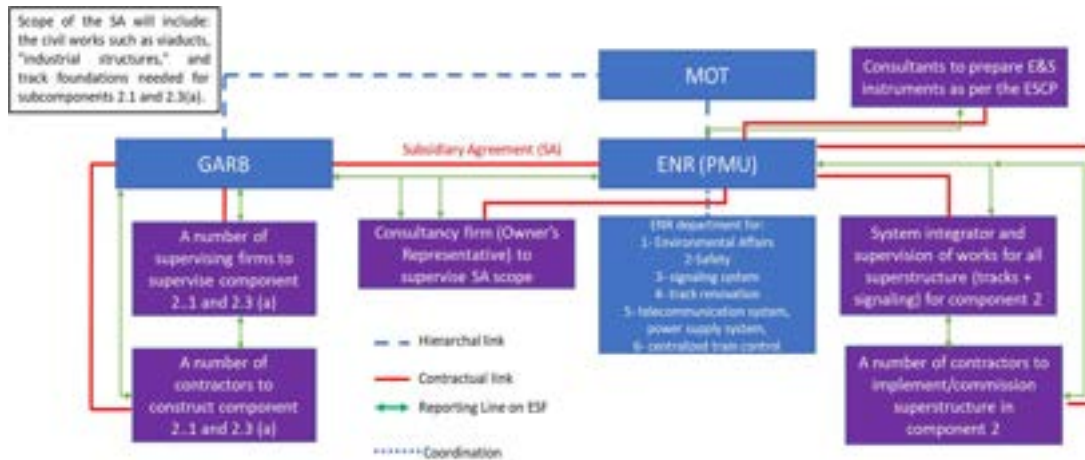 Scope of the SA will include:
the civil works such as viaducts,
"industrial structures," and
track foundations needed for
subcomponents 2.1 and 2.3(a).
MOT
Consultants to prepare E&S
instruments as per the ESCP
GARB
Subsidiary Agreement (SA)
ENR (PMU)
A number of
supervising firms to
supervise component
2..1 and 2.3 (a)
Consultancy firm (Owner's
Representative) to
supervise SA scope
ENR department for:
1- Environmental Affairs
2-Safety
3- signaling system
4- track renovation
5- telecommunication system,
power supply system,
6- centralized train control
System integrator and
supervision of works for all
superstructure (tracks +
signaling) for component 2
A number of
contractors to
construct component
2..1 and 2.3 (a)
A number of contractors to
implement/commission
superstructure in
component 2
Hierarchal link
Contractual link
Reporting Line on ESF
Coordination